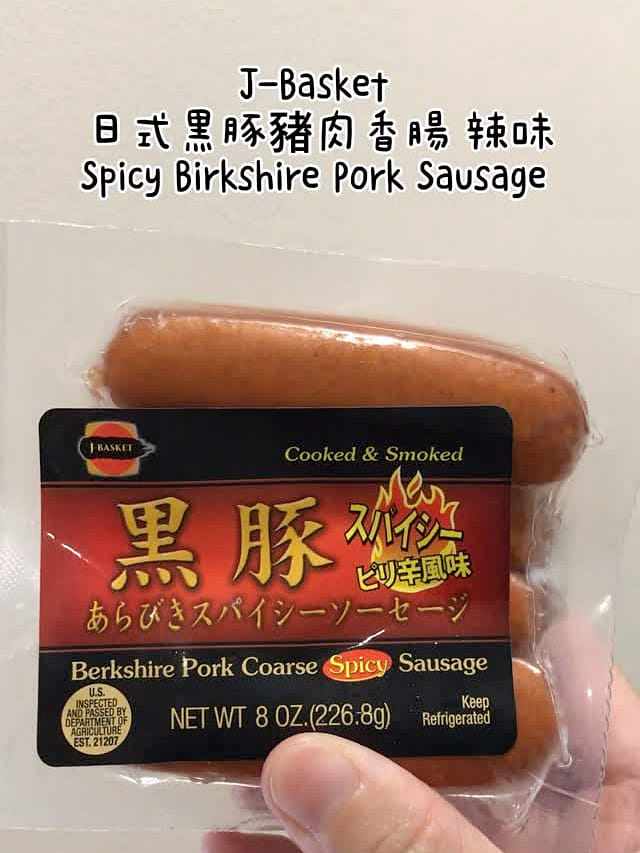 J-Basket
日式黑豚豬肉香腸 辣味
Spicy Birkshire Pork Sausage
J-BASKET
Cooked & Smoked
黒豚
スパイシー
ピリ辛風味
あらびきスパイシーソーセージ
Berkshire Pork Coarse Spicy Sausage
U.S.
INSPECTED
AND PASSED BY
DEPARTMENT OF
AGRICULTURE
EST. 21207
NET WT 8 OZ.(226.8g)
Keep
Refrigerated